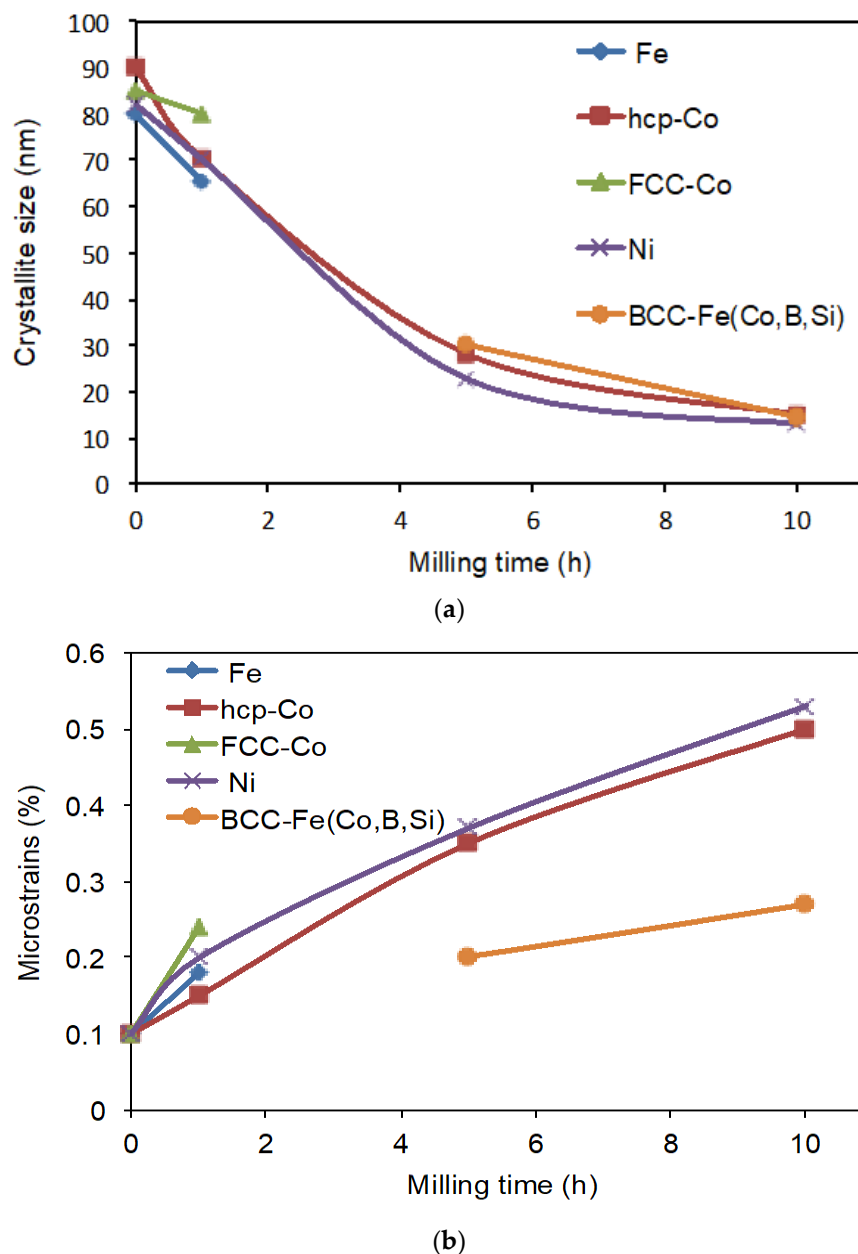 100
90
80
70
60
50
40
30
20
10
0
Crystallite size (nm)
Fe
hcp-Co
FCC-Co
Ni
BCC-Fe(Co,B,Si)
0 2 4 6 8 10
Milling time (h)
(a)
0.6
0.5
0.4
0.3
0.2
0.1
0
Microstrains (%)
Fe
hcp-Co
FCC-Co
Ni
BCC-Fe(Co,B,Si)
0 2 4 6 8 10
Milling time (h)
(b)